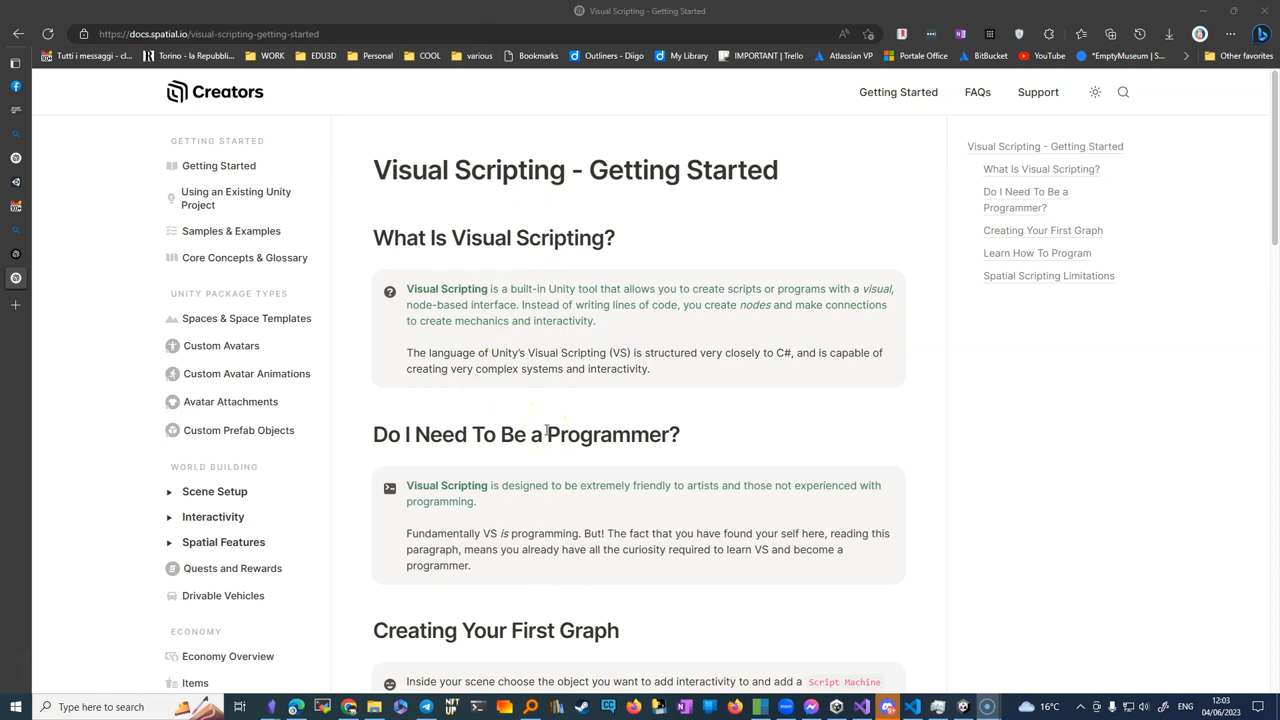 Visual Scripting - Getting Started
https://docs.spatial.io/visual-scripting-getting-started
Tutti i messaggi - cl...
Torino - la Repubbli...
WORK
EDU3D
Personal
COOL
various
Bookmarks
Outliners - Diigo
My Library
IMPORTANT | Trello
Atlassian VP
Portale Office
BitBucket
YouTube
*EmptyMuseum | S...
Other favorites
Creators
Getting Started
FAQs
Support
GETTING STARTED
Getting Started
Using an Existing Unity
Project
Samples & Examples
Core Concepts & Glossary
UNITY PACKAGE TYPES
Spaces & Space Templates
Custom Avatars
Custom Avatar Animations
Avatar Attachments
Custom Prefab Objects
WORLD BUILDING
Scene Setup
Interactivity
Spatial Features
Quests and Rewards
Drivable Vehicles
ECONOMY
Economy Overview
Items
Visual Scripting - Getting Started
What Is Visual Scripting?
Visual Scripting is a built-in Unity tool that allows you to create scripts or programs with a visual,
node-based interface. Instead of writing lines of code, you create nodes and make connections
to create mechanics and interactivity.
The language of Unity's Visual Scripting (VS) is structured very closely to C#, and is capable of
creating very complex systems and interactivity.
Do I Need To Be a Programmer?
Visual Scripting is designed to be extremely friendly to artists and those not experienced with
programming.
Fundamentally VS is programming. But! The fact that you have found your self here, reading this
paragraph, means you already have all the curiosity required to learn VS and become a
programmer.
Creating Your First Graph
Inside your scene choose the object you want to add interactivity to and add a Script Machine
Visual Scripting - Getting Started
What Is Visual Scripting?
Do I Need To Be a
Programmer?
Creating Your First Graph
Learn How To Program
Spatial Scripting Limitations
Type here to search
16°C
12:03
04/06/2023